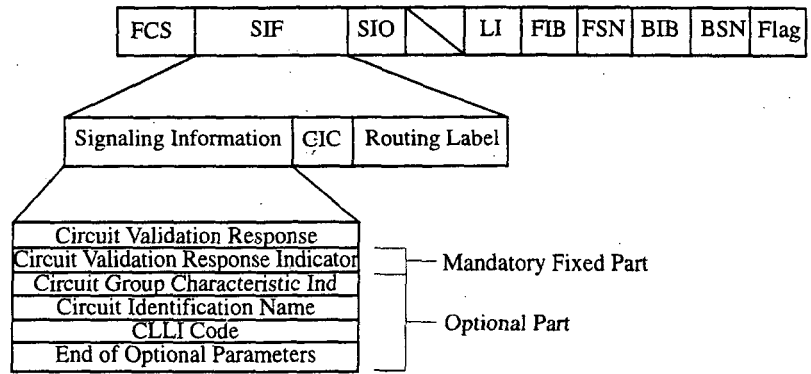 FCS SIF SIO LI FIB FSN BIB BSN Flag
Signaling Information CIC Routing Label
Circuit Validation Response
Circuit Validation Response Indicator
Mandatory Fixed Part
Circuit Group Characteristic Ind
Circuit Identification Name
Optional Part
CLLI Code
End of Optional Parameters